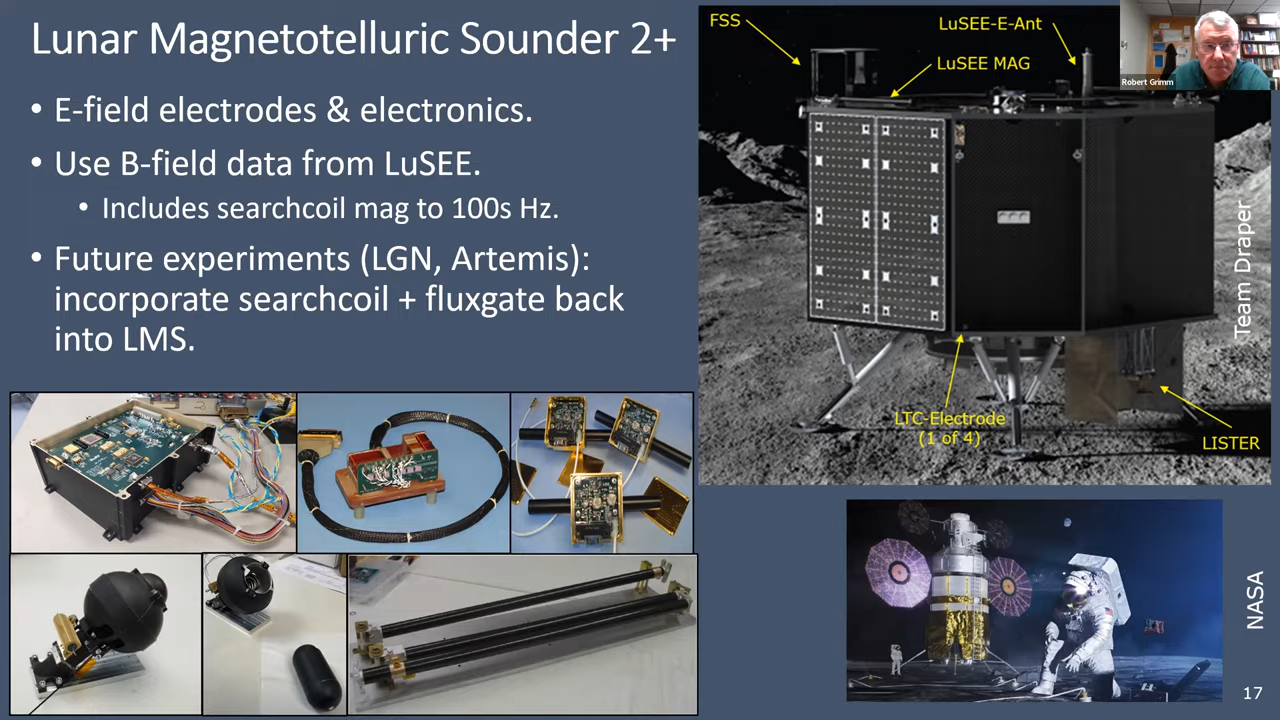 Lunar Magnetotelluric Sounder 2+
• E-field electrodes & electronics.
• Use B-field data from LuSEE.
• Includes searchcoil mag to 100s Hz.
• Future experiments (LGN, Artemis):
incorporate searchcoil + fluxgate back
into LMS.
FSS
LuSEE-E-Ant
LuSEE MAG
Robert Grimm
LTC-Electrode
(1 of 4)
LISTER
Team Draper
NASA
17